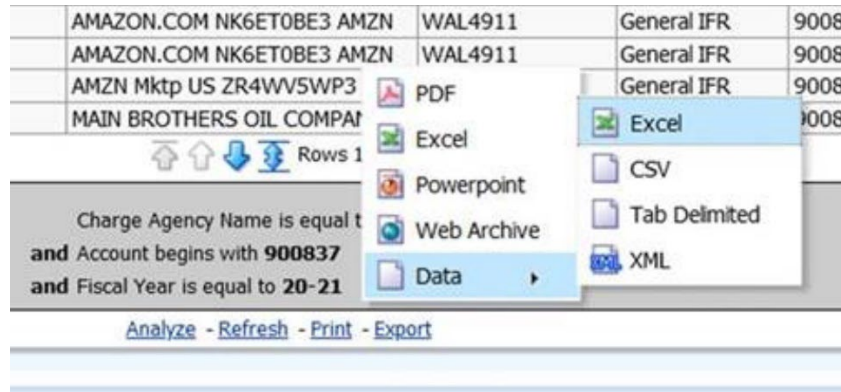 AMAZON.COM NK6ET0BE3 AMZN WAL4911 General IFR 9008
AMAZON.COM NK6ET0BE3 AMZN WAL4911 General IFR 9008
AMZN Mktp US ZR4WV5WP3 General IFR 9008
MAIN BROTHERS OIL COMPAN 9008
Rows 1
PDF
Excel
Powerpoint
Web Archive
Data
Excel
CSV
Tab Delimited
XML
Charge Agency Name is equal t
and Account begins with 900837
and Fiscal Year is equal to 20-21
Analyze - Refresh - Print - Export